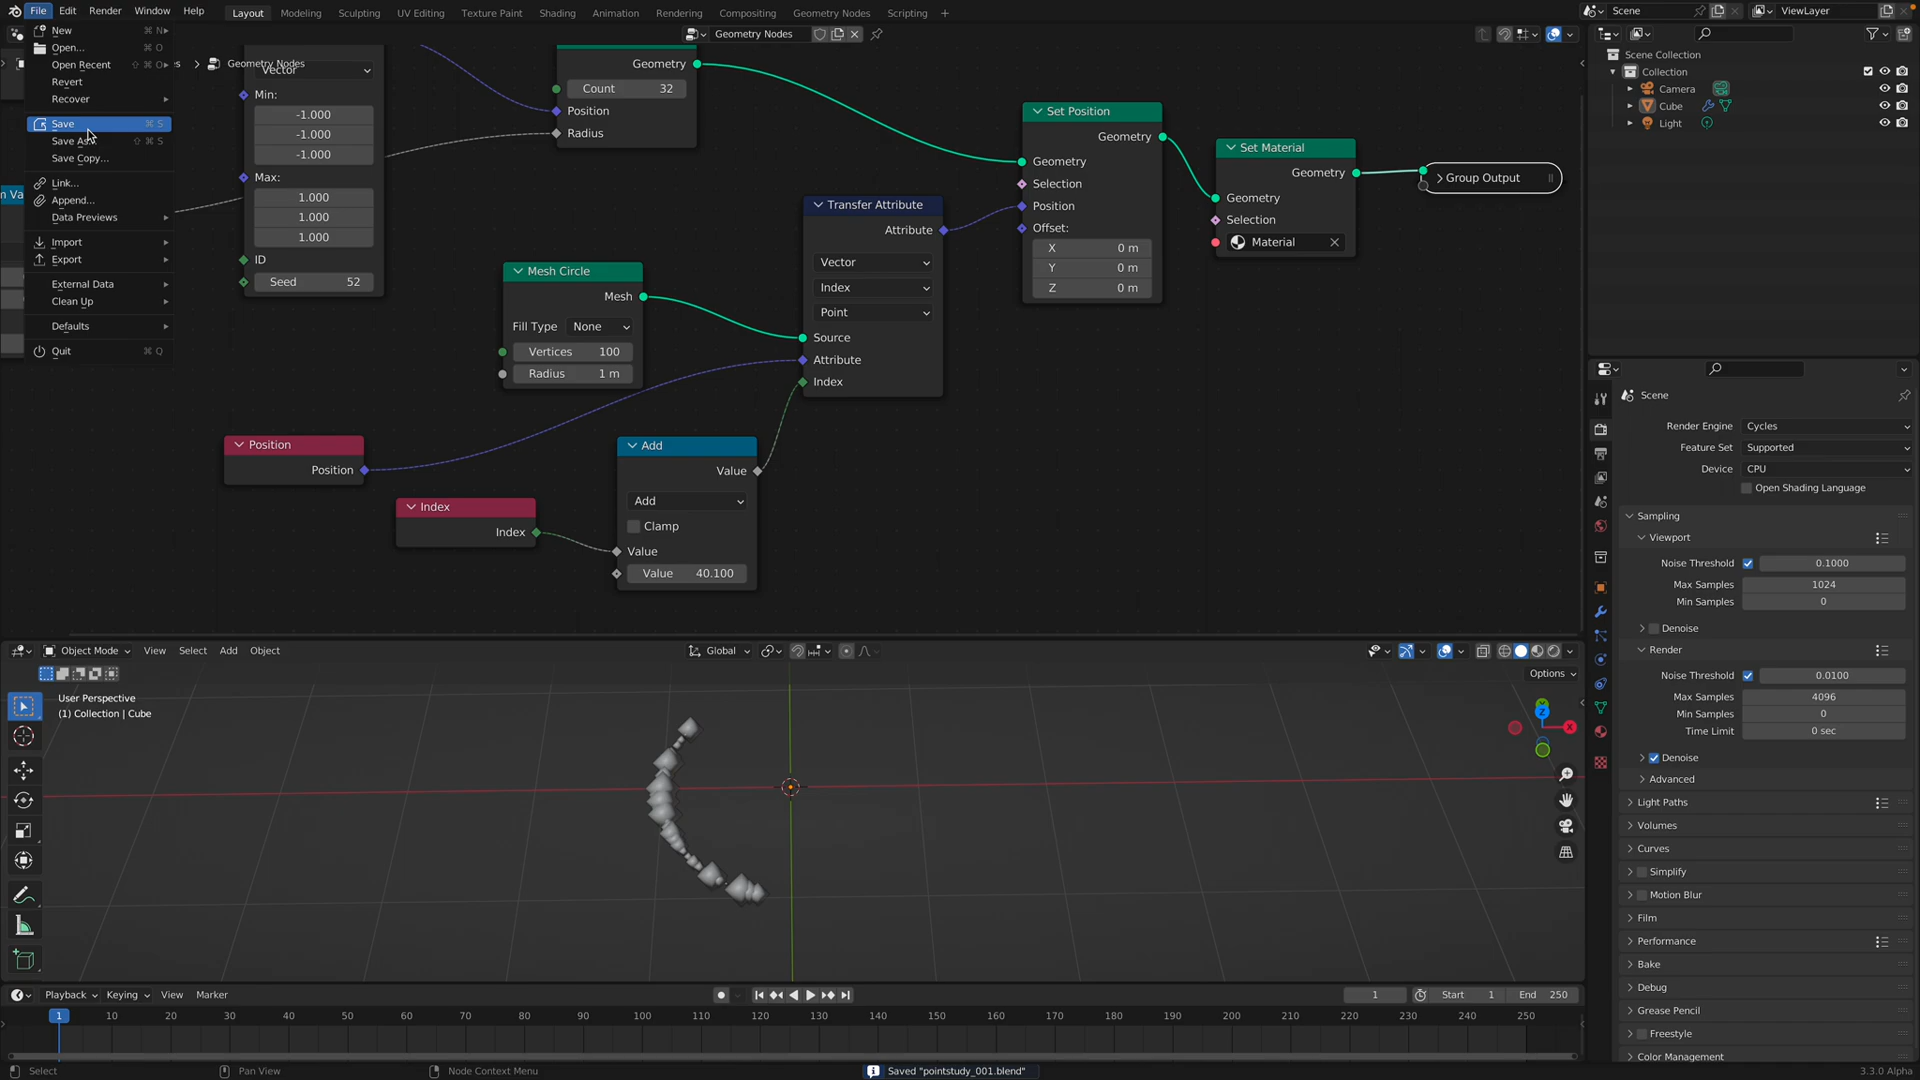 File Edit Render Window Help Layout Modeling Sculpting UV Editing Texture Paint Shading Animation Rendering Compositing Geometry Nodes Scripting + Scene ViewLayer
New ⌘ N
Open... ⌘ O
Open Recent ⇧ ⌘ O
Revert
Recover
Save ⌘ S
Save As... ⇧ ⌘ S
Save Copy...
Link...
Append...
Data Previews
Import
Export
External Data
Clean Up
Defaults
Quit ⌘ Q
Geometry Nodes
Geometry Nodes
Vector
Min:
-1.000
-1.000
-1.000
Max:
1.000
1.000
1.000
ID
Seed 52
Geometry
Count 32
Position
Radius
Mesh Circle
Mesh
Fill Type None
Vertices 100
Radius 1 m
Position
Position
Index
Index
Add
Value
Add
Clamp
Value
Value 40.100
Transfer Attribute
Attribute
Vector
Index
Point
Source
Attribute
Index
Set Position
Geometry
Geometry
Selection
Position
Offset:
X 0 m
Y 0 m
Z 0 m
Set Material
Geometry
Geometry
Selection
Material
Group Output
Scene Collection
Collection
Camera
Cube
Light
Scene
Render Engine Cycles
Feature Set Supported
Device CPU
Open Shading Language
Sampling
Viewport
Noise Threshold 0.1000
Max Samples 1024
Min Samples 0
Denoise
Render
Noise Threshold 0.0100
Max Samples 4096
Min Samples 0
Time Limit 0 sec
Denoise
Advanced
Light Paths
Volumes
Curves
Simplify
Motion Blur
Film
Performance
Bake
Debug
Grease Pencil
Freestyle
Color Management
Object Mode View Select Add Object Global
Options
User Perspective
(1) Collection | Cube
Z
X
Playback Keying View Marker 1 Start 1 End 250
1 10 20 30 40 50 60 70 80 90 100 110 120 130 140 150 160 170 180 190 200 210 220 230 240 250
Select Pan View Node Context Menu Saved "pointstudy_001.blend" 3.3.0 Alpha